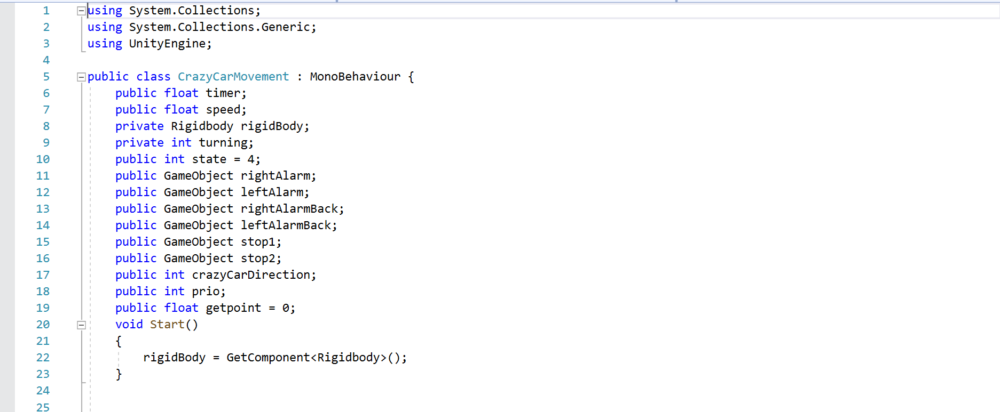 1 using System.Collections;
2 using System.Collections.Generic;
3 using UnityEngine;
4
5 public class CrazyCarMovement : MonoBehaviour {
6 public float timer;
7 public float speed;
8 private Rigidbody rigidBody;
9 private int turning;
10 public int state = 4;
11 public GameObject rightAlarm;
12 public GameObject leftAlarm;
13 public GameObject rightAlarmBack;
14 public GameObject leftAlarmBack;
15 public GameObject stop1;
16 public GameObject stop2;
17 public int crazyCarDirection;
18 public int prio;
19 public float getpoint = 0;
20 void Start()
21 {
22 rigidBody = GetComponent<Rigidbody>();
23 }
24
25